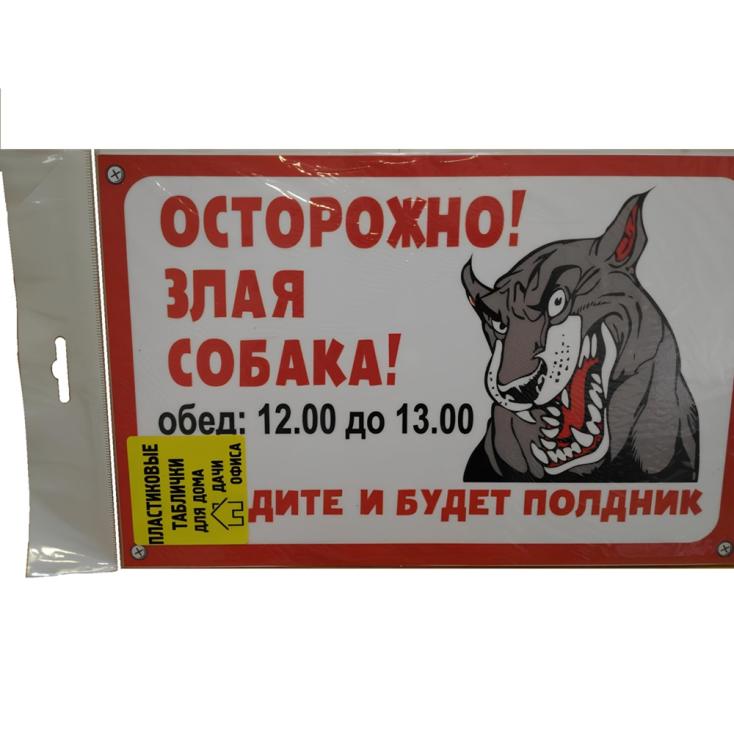 ОСТОРОЖНО!
ЗЛАЯ
СОБАКА!
обед: 12.00 до 13.00
ДИТЕ И БУДЕТ ПОЛДНИК
ПЛАСТИКОВЫЕ
ТАБЛИЧКИ
ДЛЯ ДОМА
ДАЧИ
ОФИСА